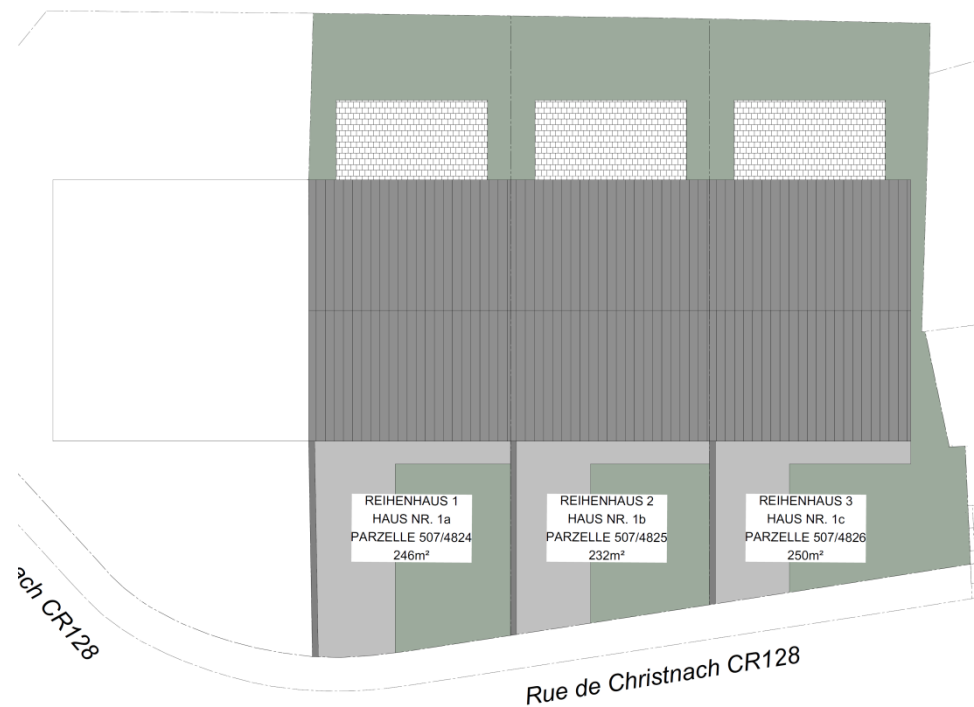 REIHENHAUS 1
HAUS NR. 1a
PARZELLE 507/4824
246m²
REIHENHAUS 2
HAUS NR. 1b
PARZELLE 507/4825
232m²
REIHENHAUS 3
HAUS NR. 1c
PARZELLE 507/4826
250m²
ach CR128
Rue de Christnach CR128